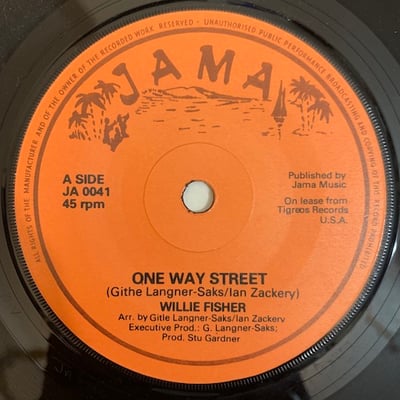 ALL RIGHTS OF THE MANUFACTURER AND OF THE OWNER OF THE RECORDED WORK RESERVED - UNAUTHORISED PUBLIC PERFORMANCE BROADCASTING AND COPYING OF THIS RECORD PROHIBITED
JAMA
A SIDE
JA 0041
45 rpm
Published by
Jama Music
On lease from
Tigreos Records
U.S.A.
ONE WAY STREET
(Githe Langner-Saks/Ian Zackery)
WILLIE FISHER
Arr. by Gitle Langner-Saks/Ian Zackery
Executive Prod.: G. Langner-Saks;
Prod. Stu Gardner